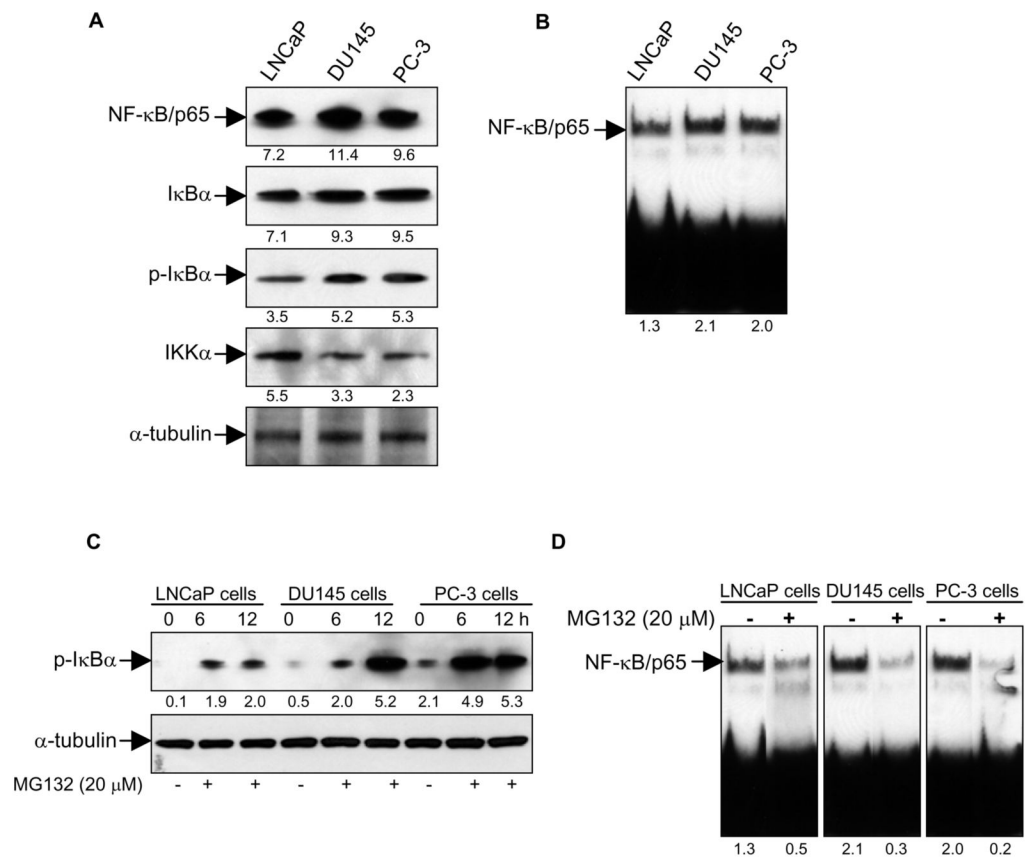 A
LNCaP DU145 PC-3
NF-κB/p65
7.2 11.4 9.6
IκBα
7.1 9.3 9.5
p-IκBα
3.5 5.2 5.3
IKKα
5.5 3.3 2.3
α-tubulin
B
LNCaP DU145 PC-3
NF-κB/p65
1.3 2.1 2.0
C
LNCaP cells DU145 cells PC-3 cells
0 6 12 0 6 12 0 6 12 h
p-IκBα
0.1 1.9 2.0 0.5 2.0 5.2 2.1 4.9 5.3
α-tubulin
MG132 (20 μM) - + + - + + - + +
D
LNCaP cells DU145 cells PC-3 cells
MG132 (20 μM) - + - + - +
NF-κB/p65
1.3 0.5 2.1 0.3 2.0 0.2